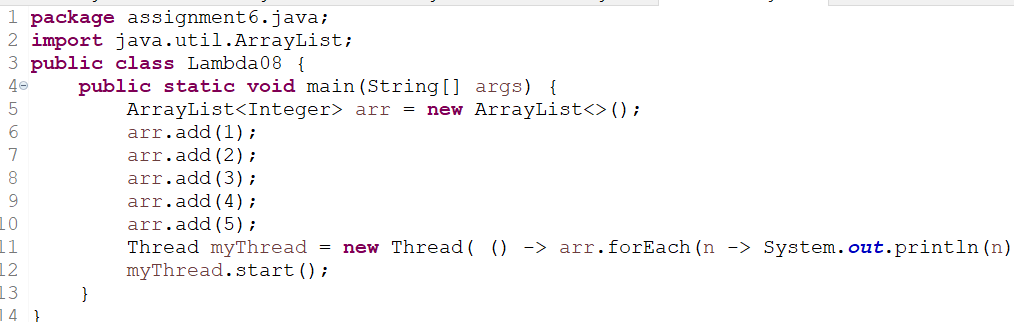 1 package assignment6.java;
2 import java.util.ArrayList;
3 public class Lambda08 {
4 public static void main(String[] args) {
5 ArrayList<Integer> arr = new ArrayList<>();
6 arr.add(1);
7 arr.add(2);
8 arr.add(3);
9 arr.add(4);
10 arr.add(5);
11 Thread myThread = new Thread( () -> arr.forEach(n -> System.out.println(n)
12 myThread.start();
13 }
14 }